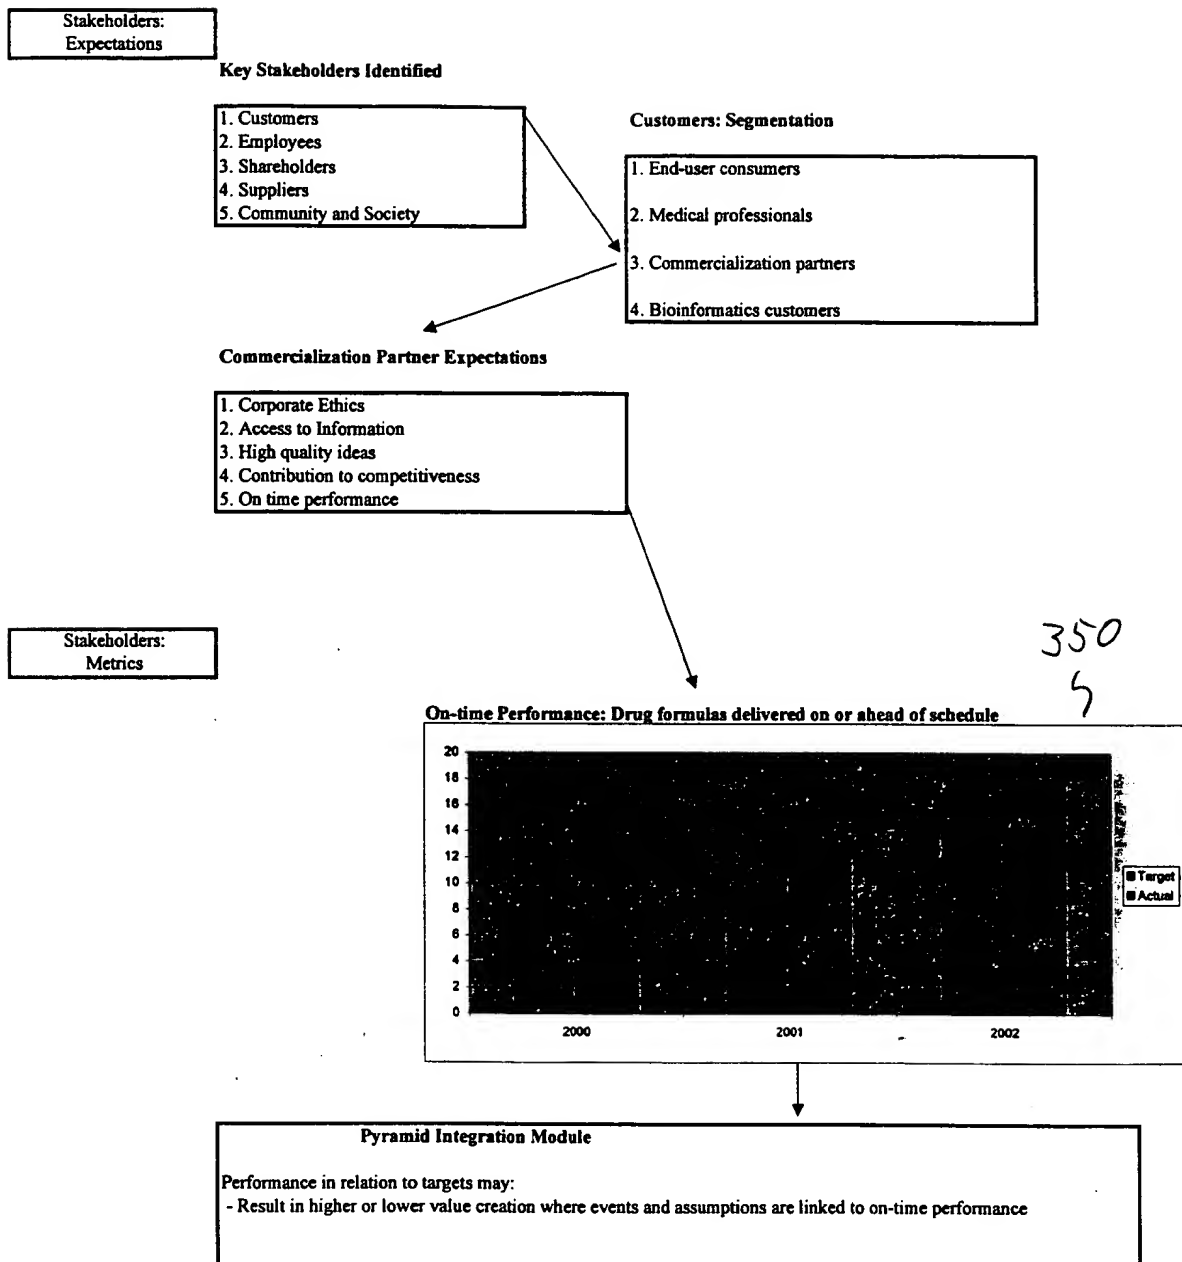 Stakeholders:
Expectations
Key Stakeholders Identified
1. Customers
2. Employees
3. Shareholders
4. Suppliers
5. Community and Society
Customers: Segmentation
1. End-user consumers
2. Medical professionals
3. Commercialization partners
4. Bioinformatics customers
Commercialization Partner Expectations
1. Corporate Ethics
2. Access to Information
3. High quality ideas
4. Contribution to competitiveness
5. On time performance
Stakeholders:
Metrics
350
On-time Performance: Drug formulas delivered on or ahead of schedule
20
18
16
14
12
10
8
6
4
2
0
2000
2001
2002
Target
Actual
Pyramid Integration Module
Performance in relation to targets may:
- Result in higher or lower value creation where events and assumptions are linked to on-time performance